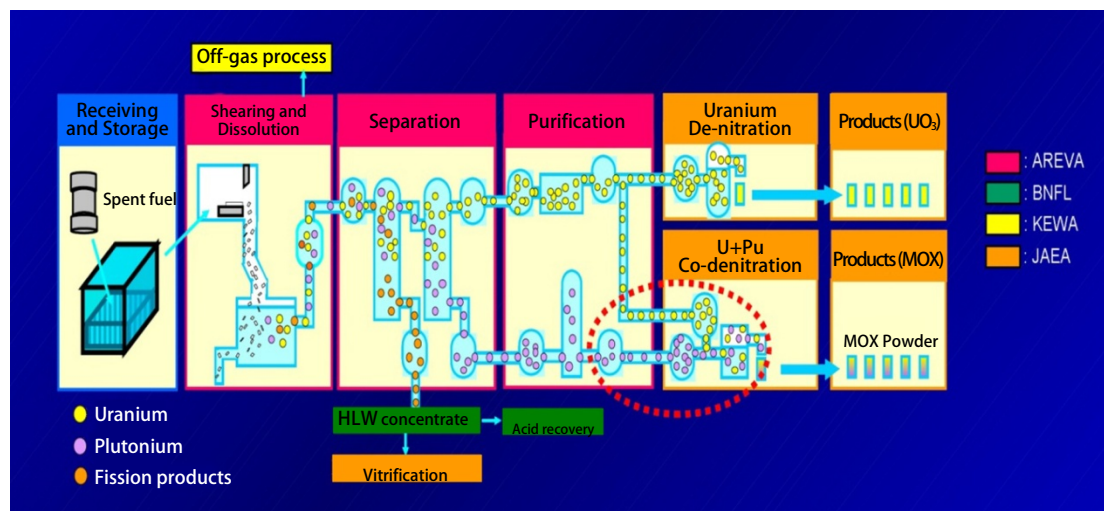 Off-gas process
Receiving
and Storage
Shearing and
Dissolution
Separation
Purification
Uranium
De-nitration
Products (UO₃)
Spent fuel
U+Pu
Co-denitration
Products (MOX)
MOX Powder
: AREVA
: BNFL
: KEWA
: JAEA
Uranium
Plutonium
Fission products
HLW concentrate
Acid recovery
Vitrification